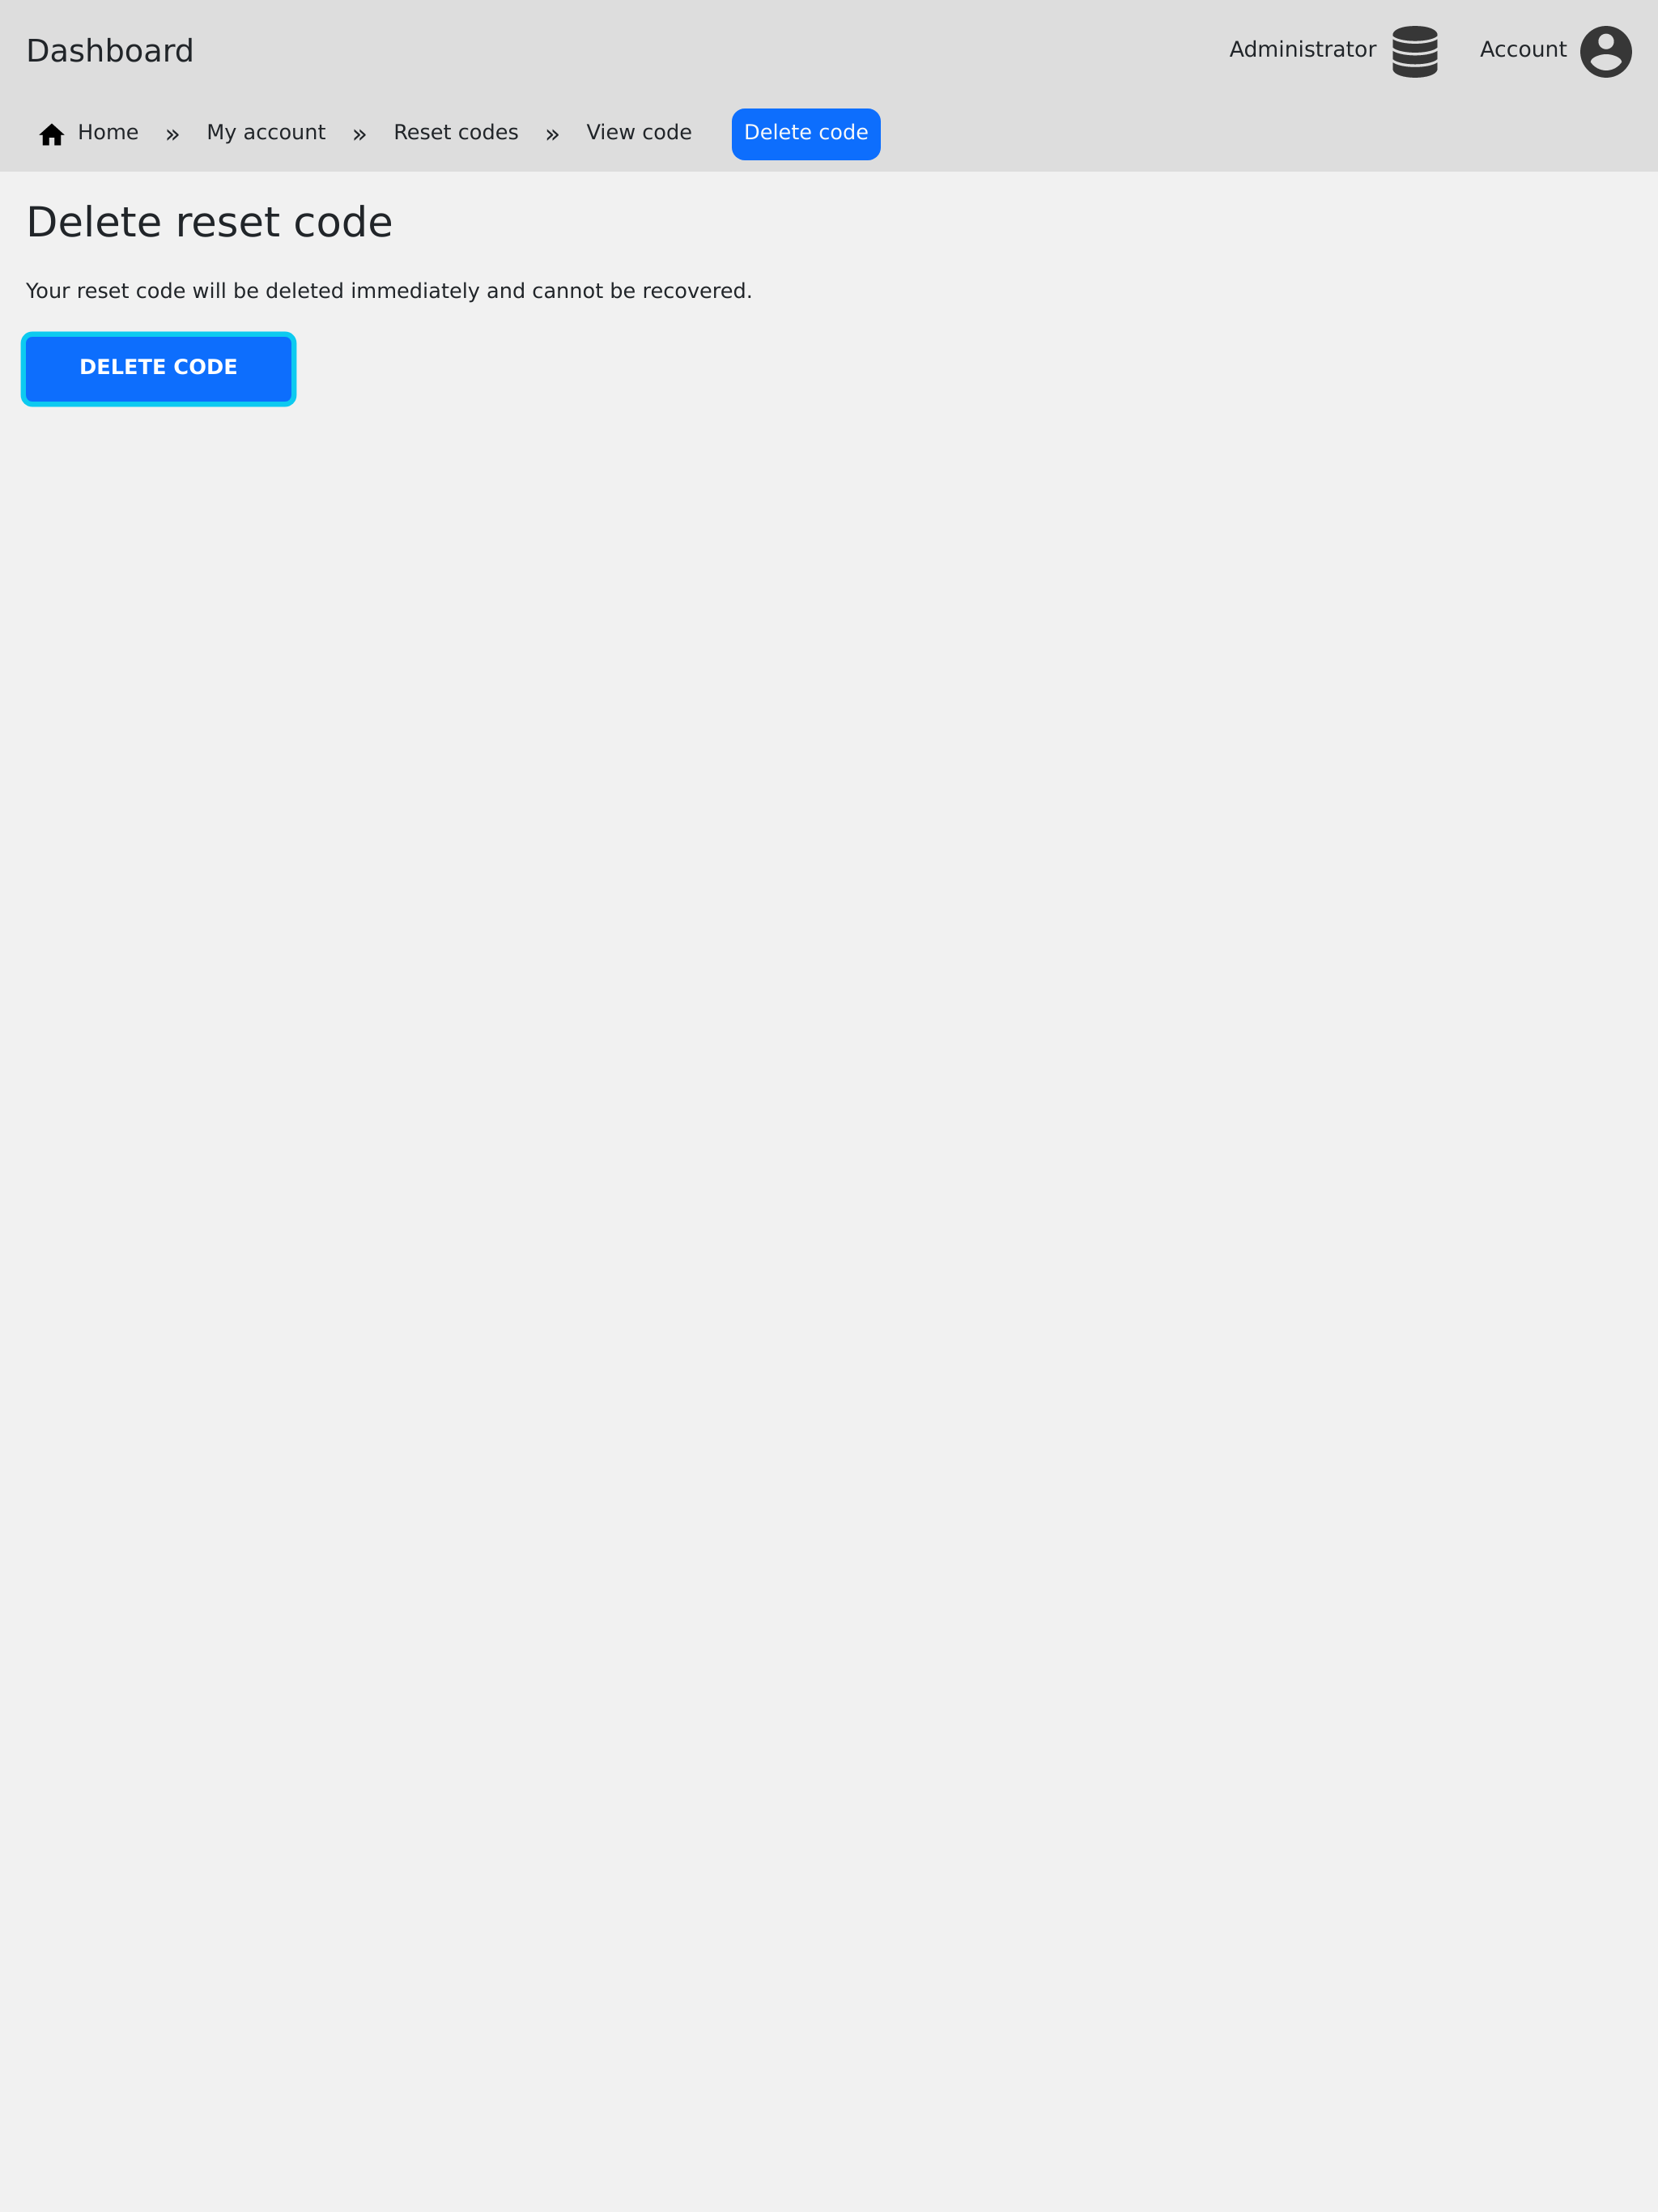 Dashboard
Administrator
Account
Home » My account » Reset codes » View code Delete code
Delete reset code
Your reset code will be deleted immediately and cannot be recovered.
DELETE CODE